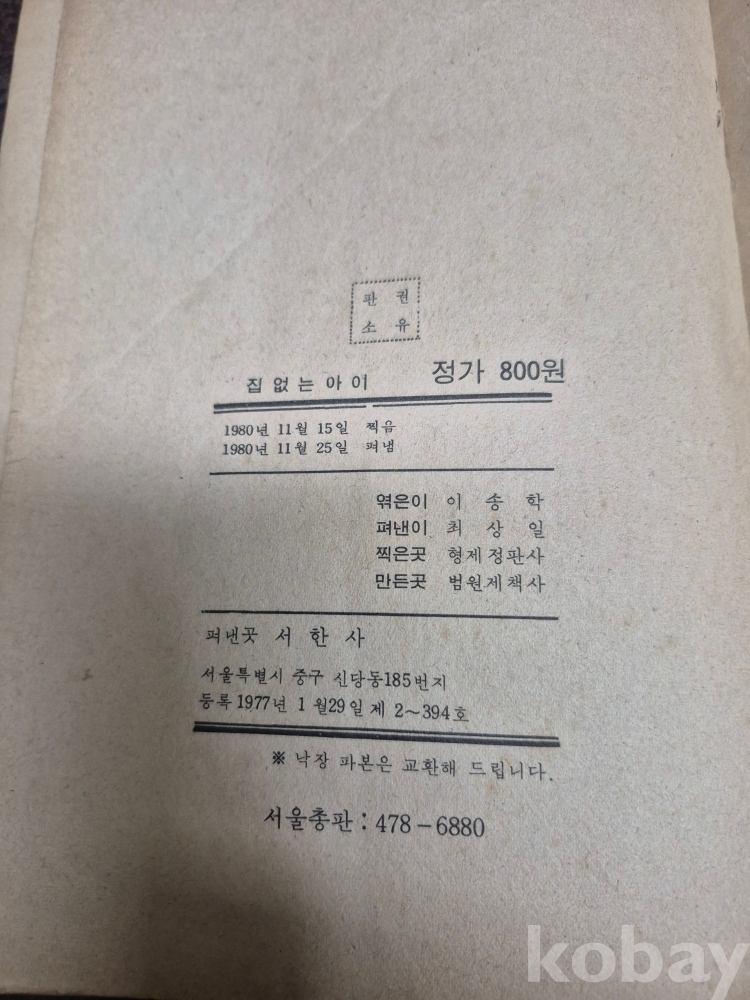 판 권
소 유
집 없 는 아 이 정가 800원
1980년 11월 15일 찍음
1980년 11월 25일 펴냄
엮은이 이 송 학
펴낸이 최 상 일
찍은곳 형제정판사
만든곳 범원제책사
펴낸곳 서 한 사
서울특별시 중구 신당동185번지
등록1977년 1월29일제 2~394호
※ 낙장 파본은 교환해 드립니다.
서울총판 : 478-6880
kobay